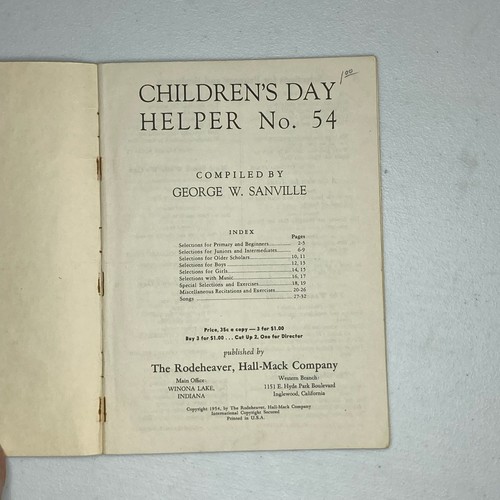 1.00
CHILDREN'S DAY
HELPER No. 54
COMPILED BY
GEORGE W. SANVILLE
INDEX
Pages
Selections for Primary and Beginners 2-5
Selections for Juniors and Intermediates 6-9
Selections for Older Scholars 10, 11
Selections for Boys 12, 13
Selections for Girls 14, 15
Selections with Music 16, 17
Special Selections and Exercises 18, 19
Miscellaneous Recitations and Exercises 20-26
Songs 27-32
Price, 35c a copy — 3 for $1.00
Buy 3 for $1.00 . . . Cut Up 2, One for Director
published by
The Rodeheaver, Hall-Mack Company
Main Office:
WINONA LAKE,
INDIANA
Western Branch:
1151 E. Hyde Park Boulevard
Inglewood, California
Copyright 1954, by The Rodeheaver, Hall-Mack Company
International Copyright Secured
Printed in U.S.A.